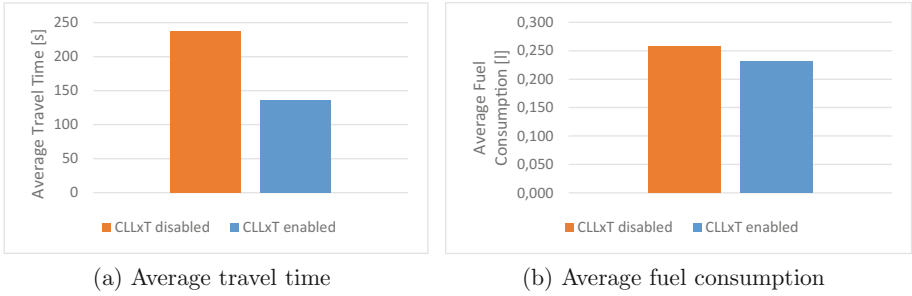 250
200
150
100
50
0
Average Travel Time [s]
CLLxT disabled CLLxT enabled
(a) Average travel time
0,300
0,250
0,200
0,150
0,100
0,050
0,000
Average Fuel
Consumption [l]
CLLxT disabled CLLxT enabled
(b) Average fuel consumption